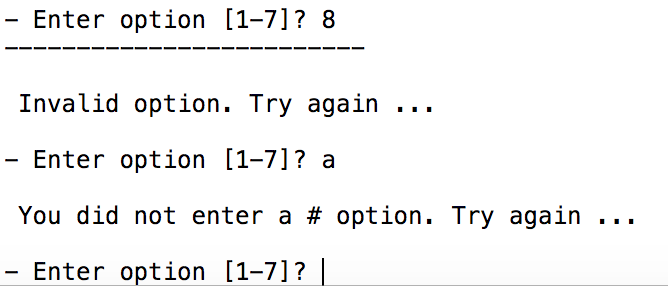 - Enter option [1-7]? 8
-------------------------
Invalid option. Try again ...
- Enter option [1-7]? a
You did not enter a # option. Try again ...
- Enter option [1-7]?